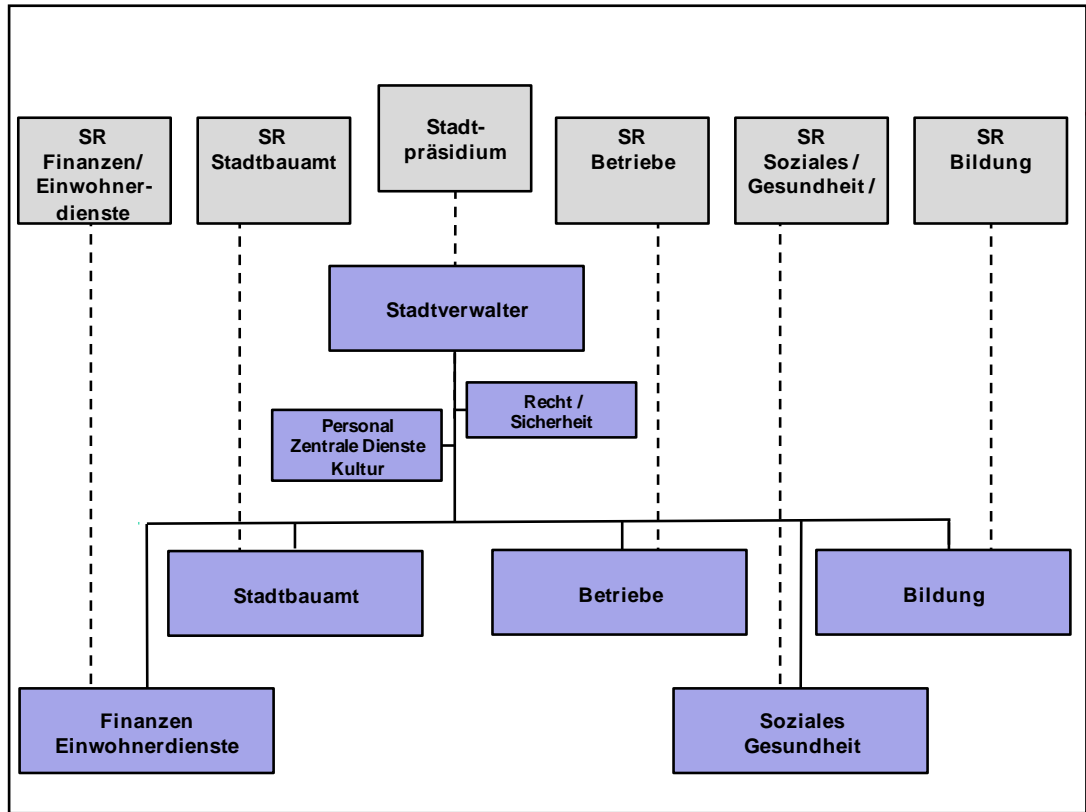 SR
Finanzen/
Einwohner-
dienste
SR
Stadtbauamt
Stadt-
präsidium
SR
Betriebe
SR
Soziales /
Gesundheit /
SR
Bildung
Stadtverwalter
Recht /
Sicherheit
Personal
Zentrale Dienste
Kultur
Stadtbauamt
Betriebe
Bildung
Finanzen
Einwohnerdienste
Soziales
Gesundheit